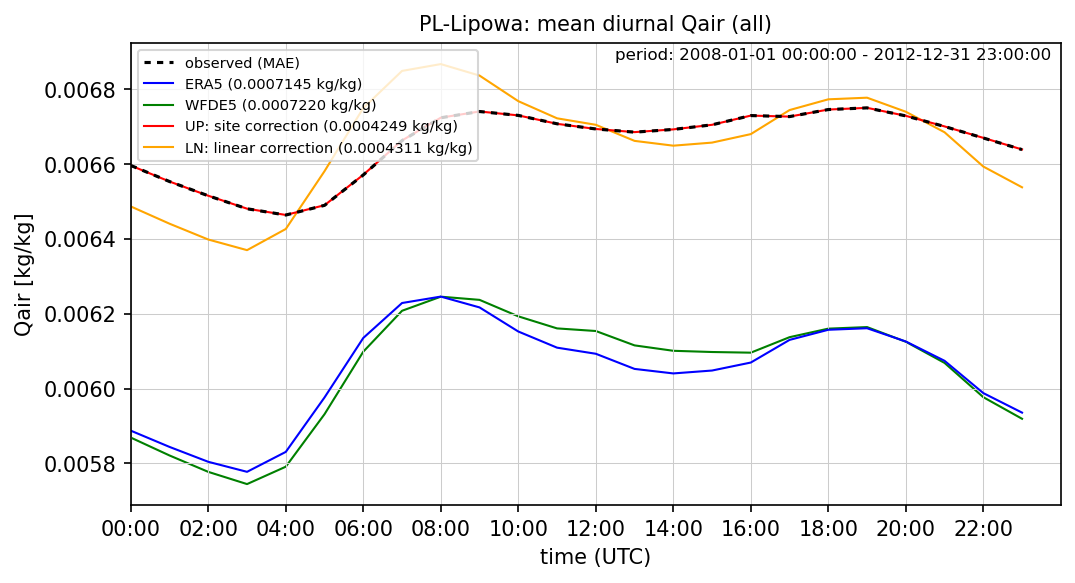 PL-Lipowa: mean diurnal Qair (all)
period: 2008-01-01 00:00:00 - 2012-12-31 23:00:00
observed (MAE)
ERA5 (0.0007145 kg/kg)
WFDE5 (0.0007220 kg/kg)
UP: site correction (0.0004249 kg/kg)
LN: linear correction (0.0004311 kg/kg)
Qair [kg/kg]
0.0068
0.0066
0.0064
0.0062
0.0060
0.0058
00:00 02:00 04:00 06:00 08:00 10:00 12:00 14:00 16:00 18:00 20:00 22:00
time (UTC)